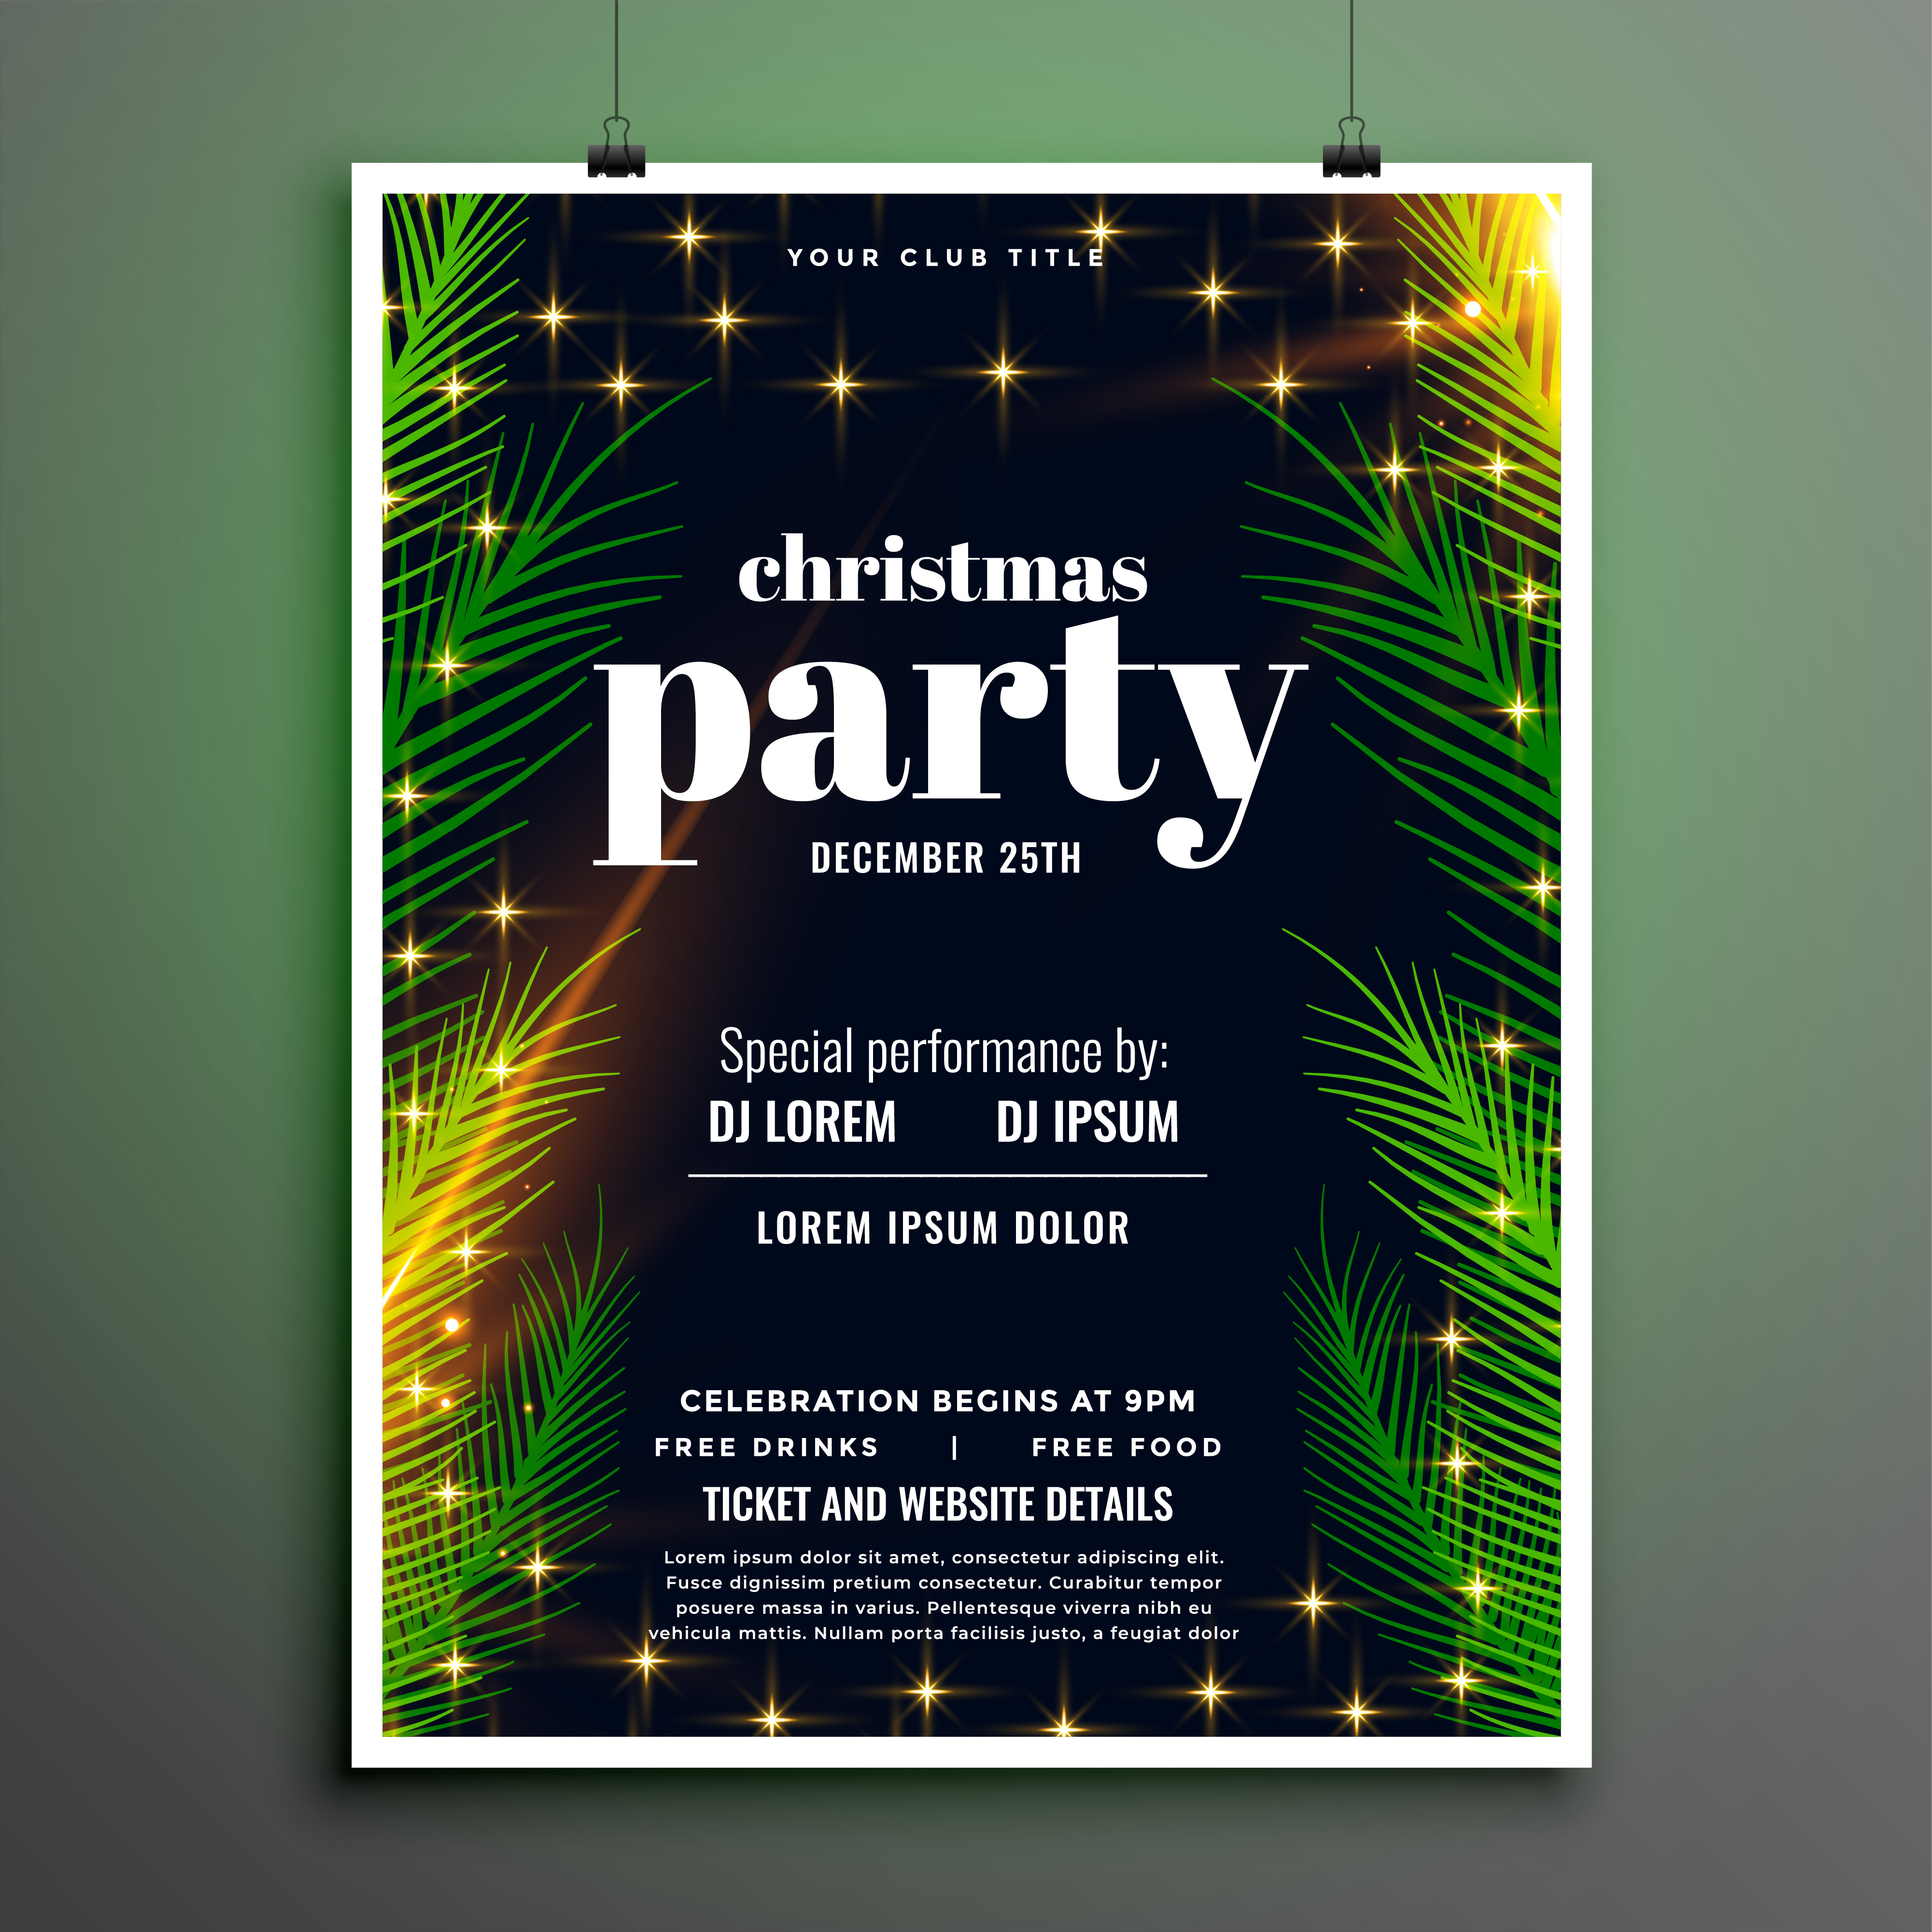 YOUR CLUB TITLE
christmas
party
DECEMBER 25TH
Special performance by:
DJ LOREM DJ IPSUM
LOREM IPSUM DOLOR
CELEBRATION BEGINS AT 9PM
FREE DRINKS | FREE FOOD
TICKET AND WEBSITE DETAILS
Lorem ipsum dolor sit amet, consectetur adipiscing elit.
Fusce dignissim pretium consectetur. Curabitur tempor
posuere massa in varius. Pellentesque viverra nibh eu
vehicula mattis. Nullam porta facilisis justo, a feugiat dolor